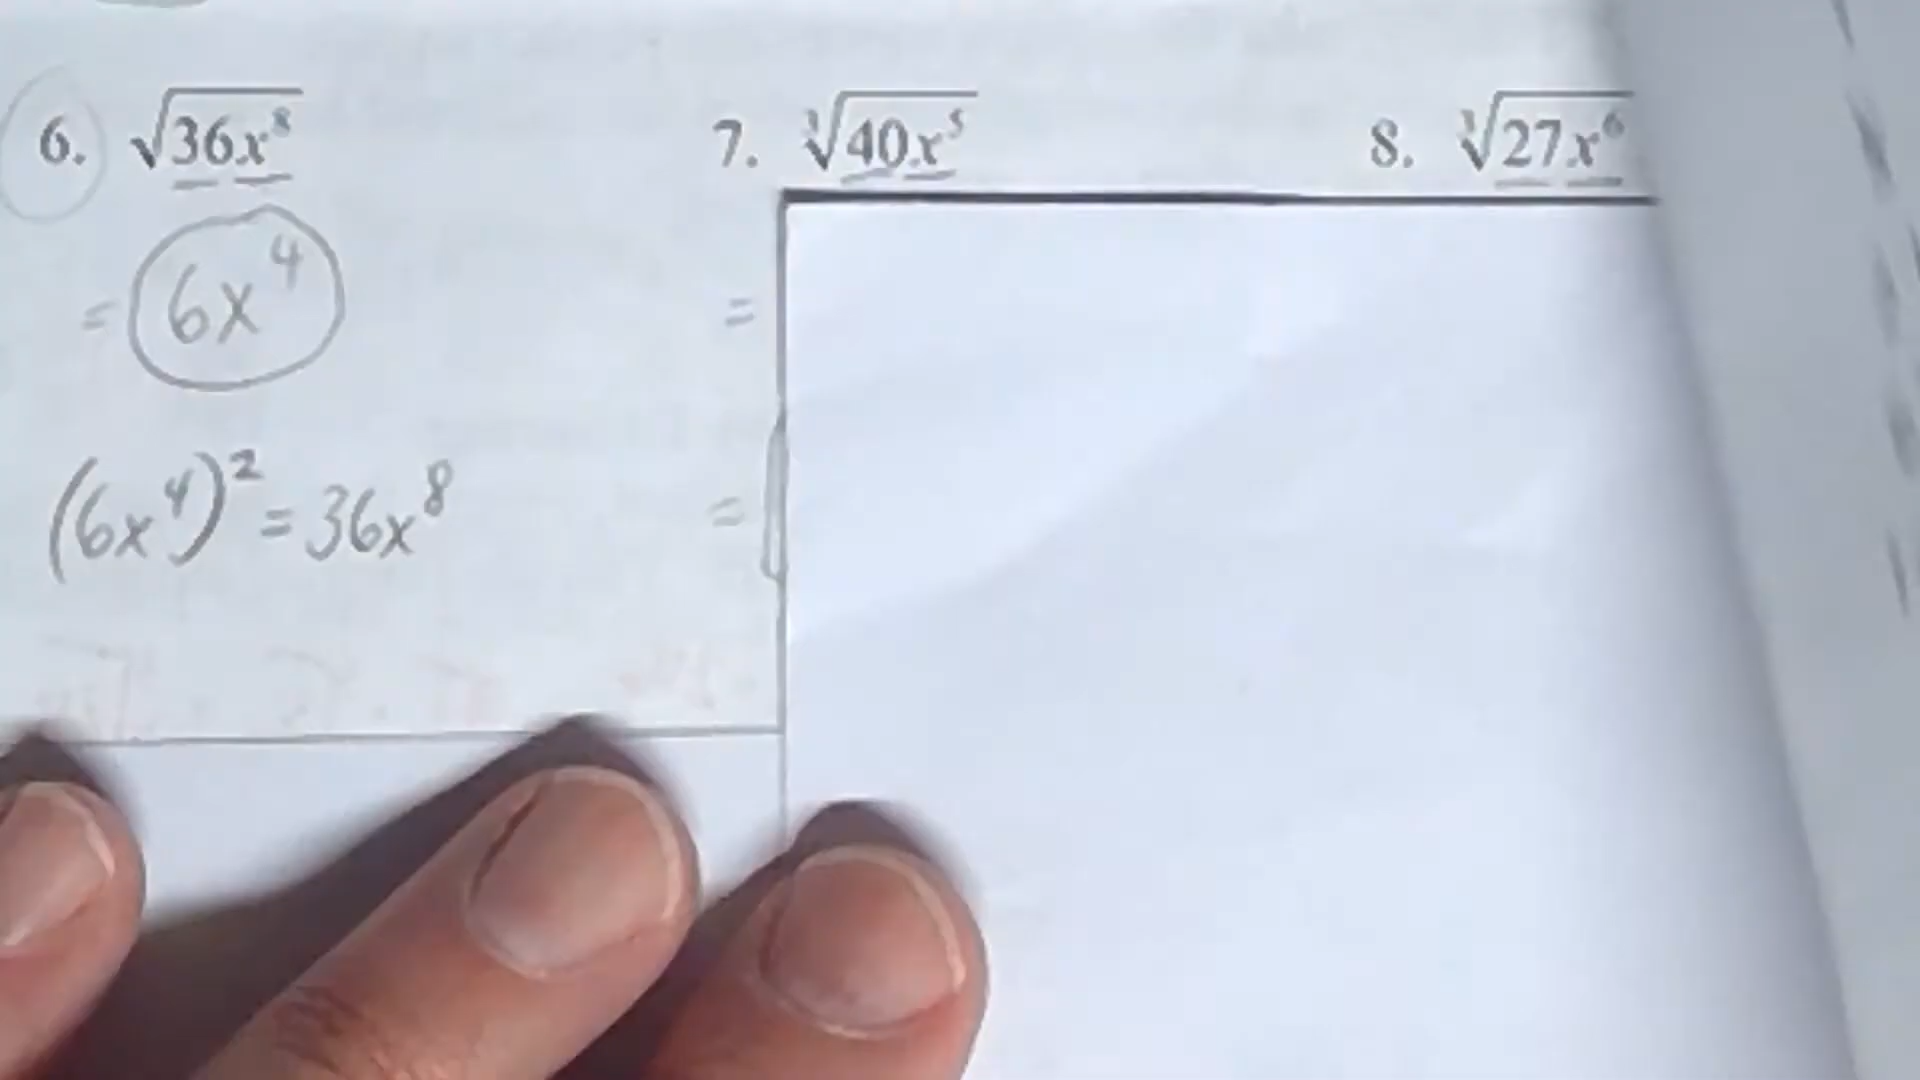 6. √36x⁸ 7. ∛40x⁵ 8. ∛27x⁶
= 6x⁴ =
(6x⁴)² = 36x⁸ =